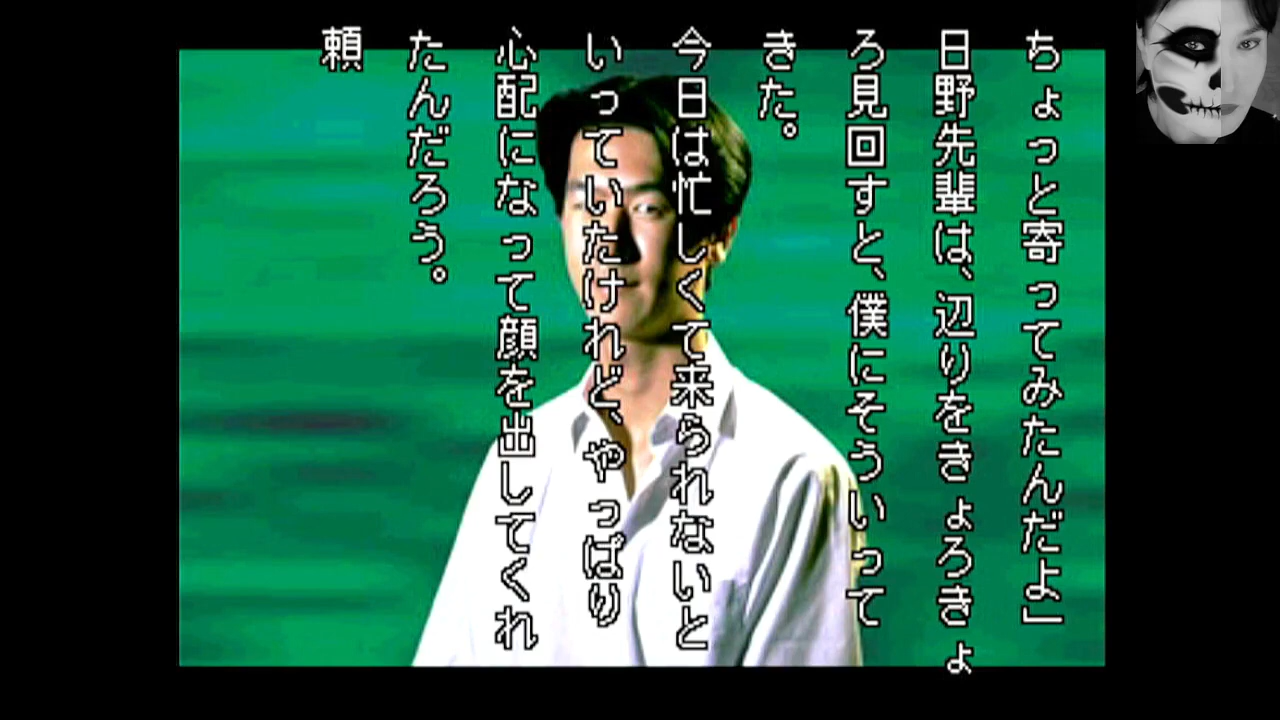 ちょっと寄ってみたんだよ」
日野先輩は、辺りをきょろきょ
ろ見回すと、僕にそういって
きた。
今日は忙しくて来られないと
いっていたけれど、やっぱり
心配になって顔を出してくれ
たんだろう。
頼